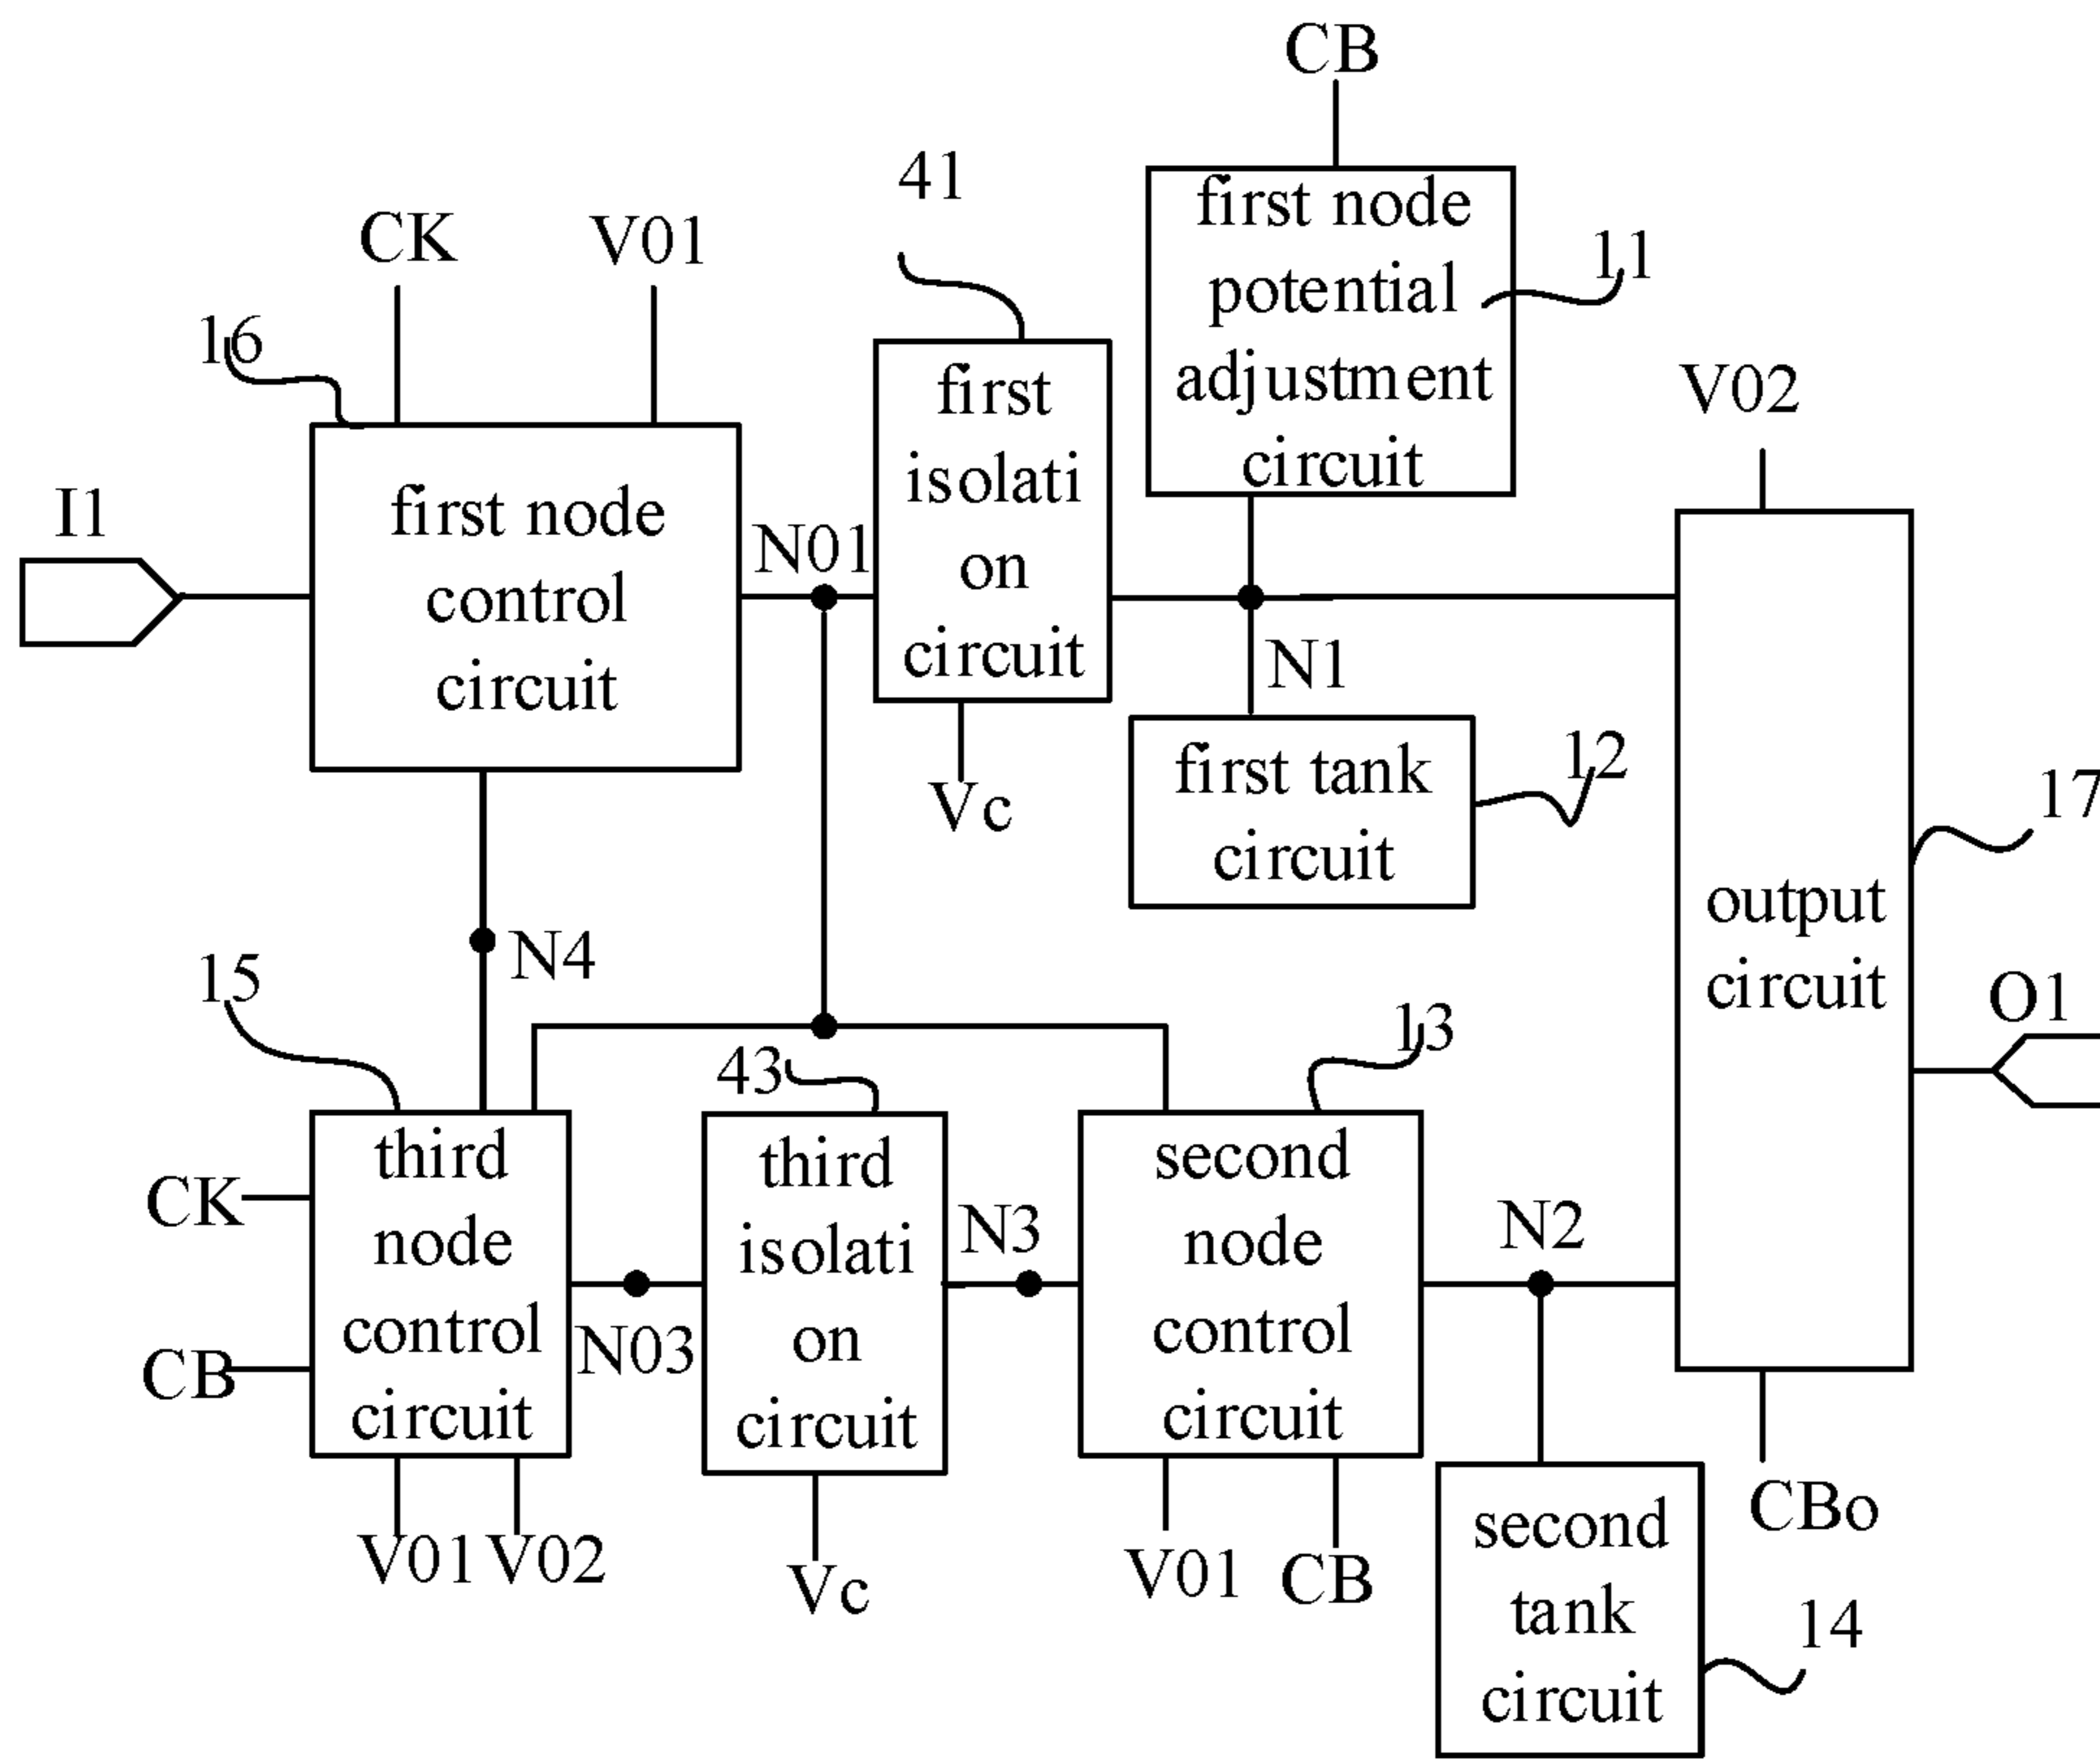 CB
first node
potential
adjustment
circuit
11
41
CK
V01
16
first
isolati
on
circuit
V02
I1
first node
control
circuit
N01
N1
Vc
first tank
circuit
12
17
output
circuit
N4
15
O1
13
43
third
node
control
circuit
CK
CB
N03
third
isolati
on
circuit
N3
second
node
control
circuit
N2
V01
V02
Vc
V01
CB
CBo
second
tank
circuit
14